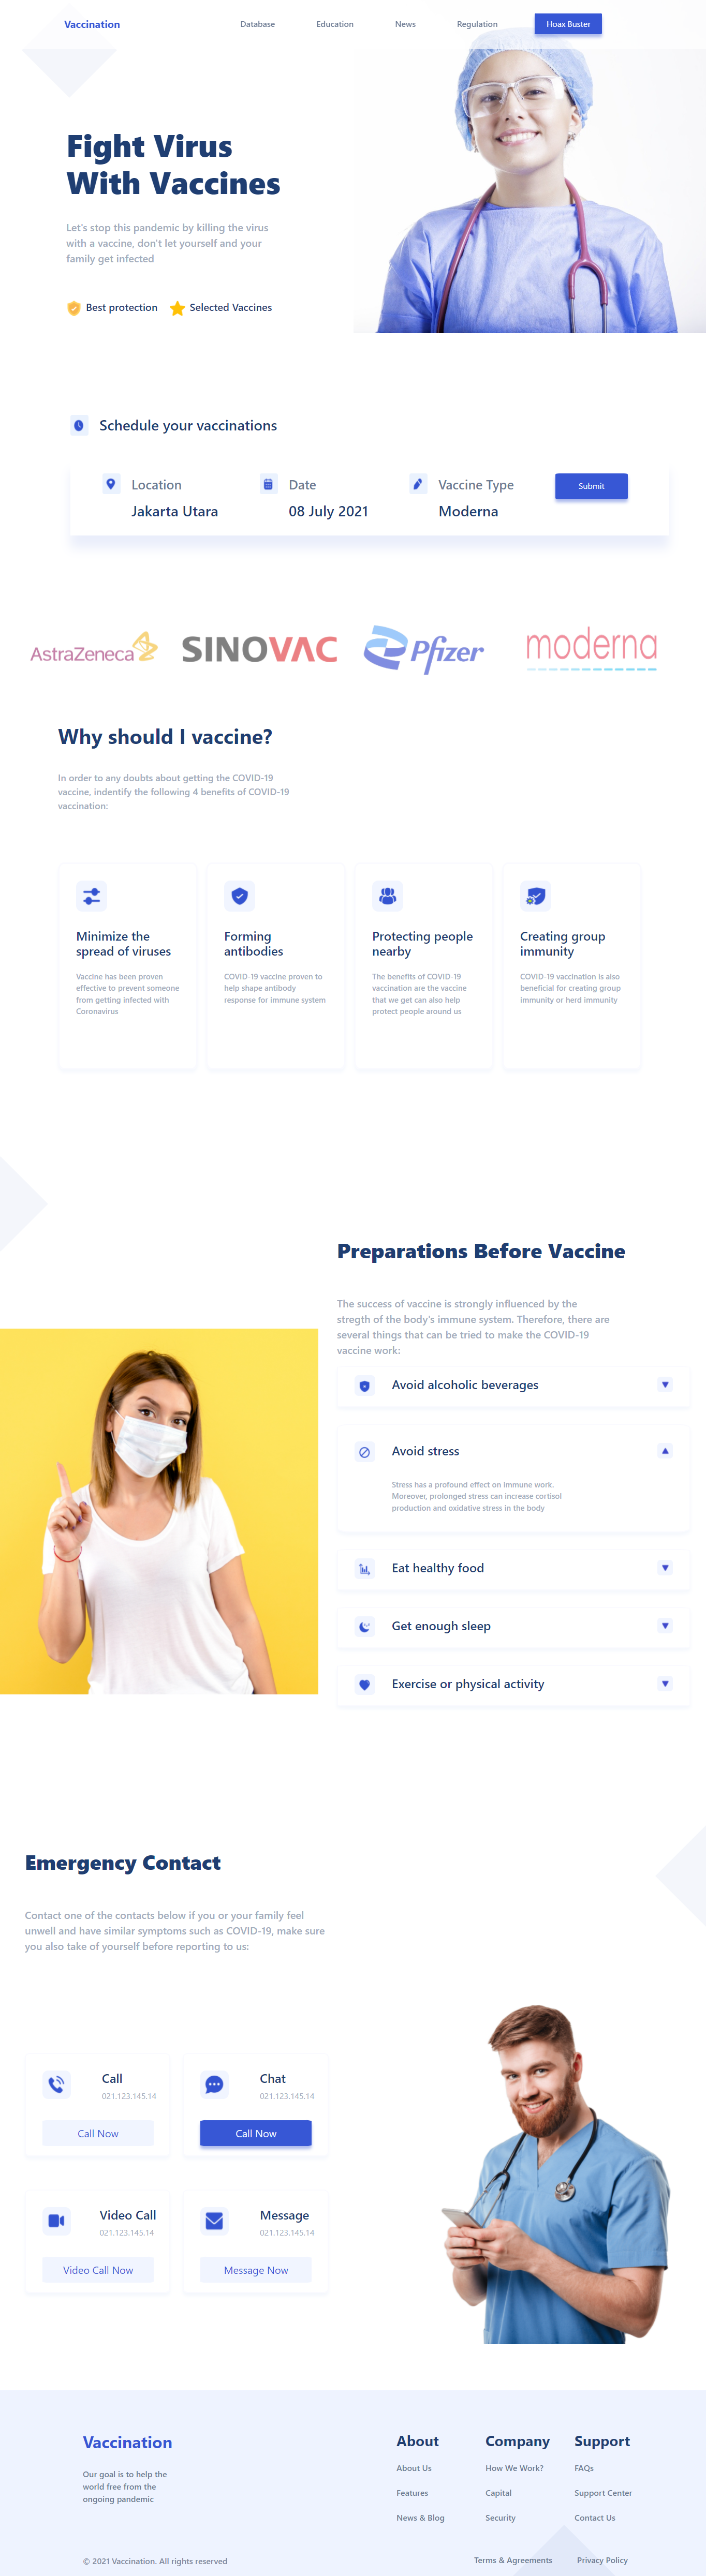 Vaccination
Database
Education
News
Regulation
Hoax Buster
Fight Virus
With Vaccines
Let's stop this pandemic by killing the virus
with a vaccine, don't let yourself and your
family get infected
Best protection
Selected Vaccines
Schedule your vaccinations
Location
Jakarta Utara
Date
08 July 2021
Vaccine Type
Moderna
Submit
AstraZeneca
SINOVAC
Pfizer
moderna
Why should I vaccine?
In order to any doubts about getting the COVID-19
vaccine, indentify the following 4 benefits of COVID-19
vaccination:
Minimize the
spread of viruses
Vaccine has been proven
effective to prevent someone
from getting infected with
Coronavirus
Forming
antibodies
COVID-19 vaccine proven to
help shape antibody
response for immune system
Protecting people
nearby
The benefits of COVID-19
vaccination are the vaccine
that we get can also help
protect people around us
Creating group
immunity
COVID-19 vaccination is also
beneficial for creating group
immunity or herd immunity
Preparations Before Vaccine
The success of vaccine is strongly influenced by the
stregth of the body's immune system. Therefore, there are
several things that can be tried to make the COVID-19
vaccine work:
Avoid alcoholic beverages
Avoid stress
Stress has a profound effect on immune work.
Moreover, prolonged stress can increase cortisol
production and oxidative stress in the body
Eat healthy food
Get enough sleep
Exercise or physical activity
Emergency Contact
Contact one of the contacts below if you or your family feel
unwell and have similar symptoms such as COVID-19, make sure
you also take of yourself before reporting to us:
Call
021.123.145.14
Call Now
Chat
021.123.145.14
Call Now
Video Call
021.123.145.14
Video Call Now
Message
021.123.145.14
Message Now
Vaccination
Our goal is to help the
world free from the
ongoing pandemic
About
About Us
Features
News & Blog
Company
How We Work?
Capital
Security
Support
FAQs
Support Center
Contact Us
© 2021 Vaccination. All rights reserved
Terms & Agreements
Privacy Policy